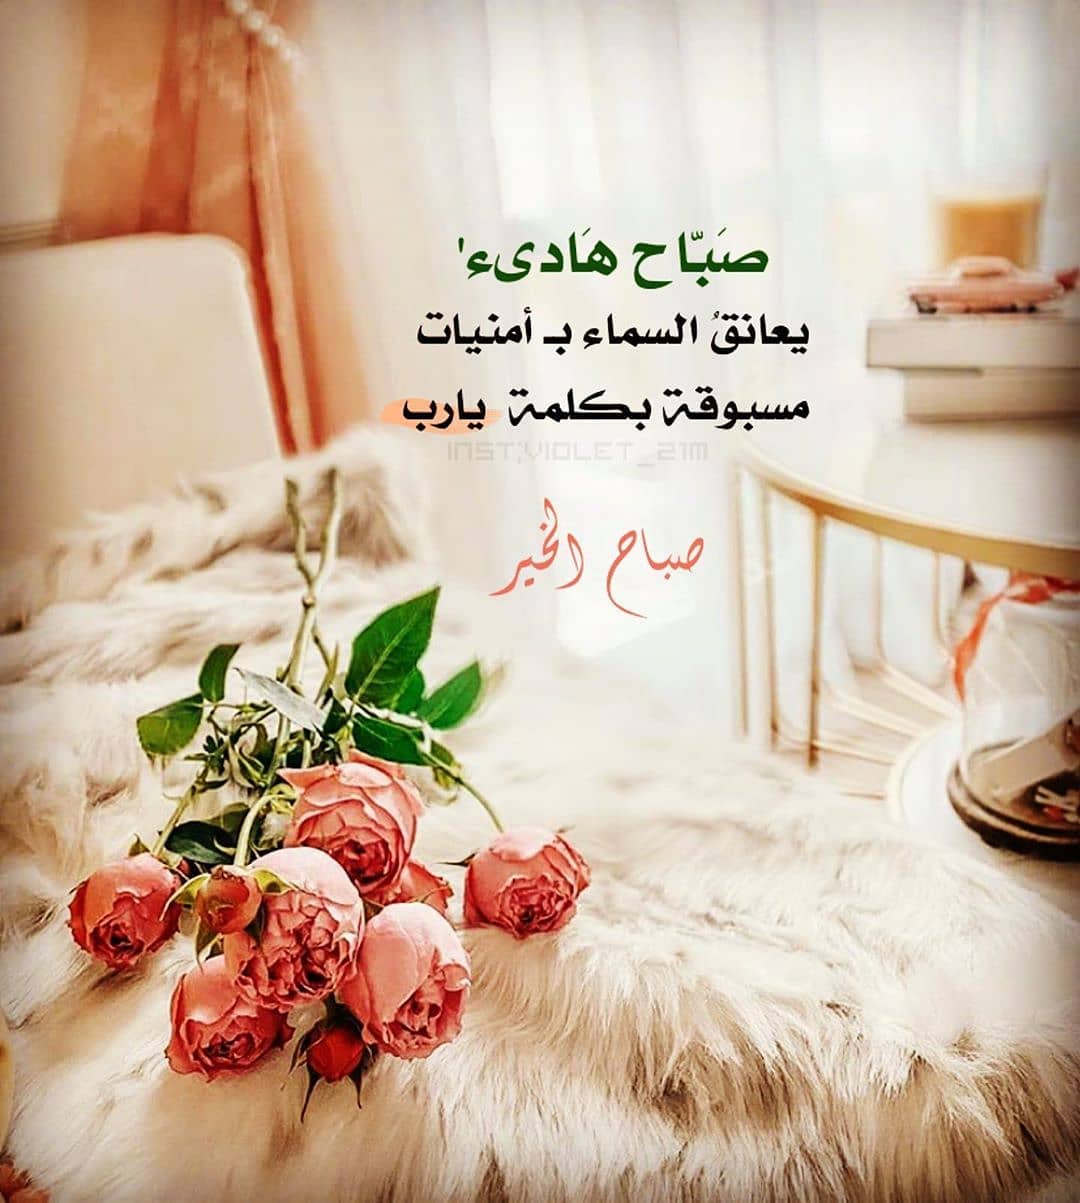 صَبّاح هَادىء'
يعانقُ السماء بـ أمنيات
مسبوقة بكلمة يارب
INST;VIOLET_21M
صباح الخير